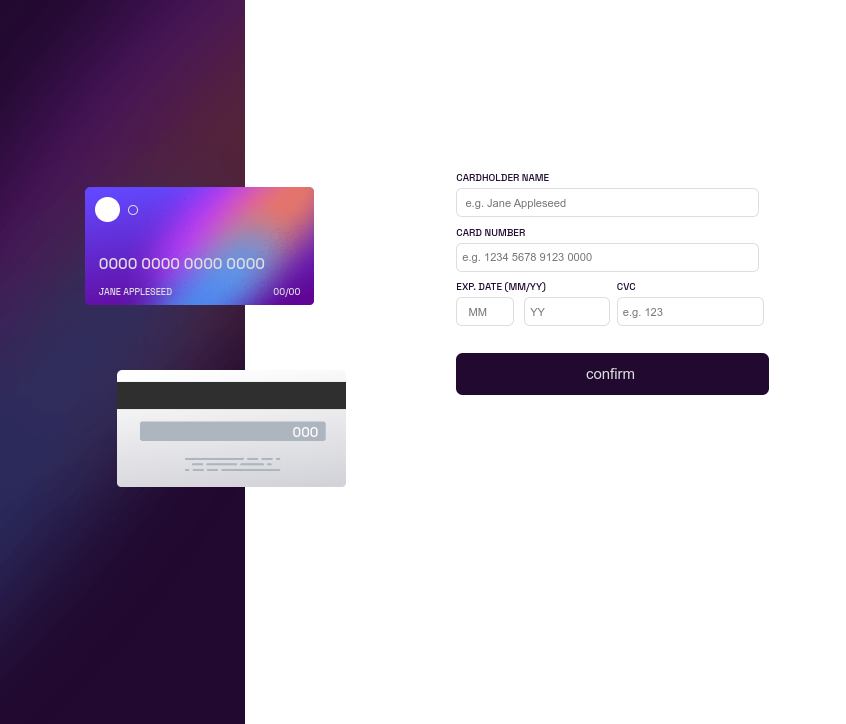 0000 0000 0000 0000
JANE APPLESEED 00/00
000
CARDHOLDER NAME
e.g. Jane Appleseed
CARD NUMBER
e.g. 1234 5678 9123 0000
EXP. DATE (MM/YY) CVC
MM YY e.g. 123
confirm